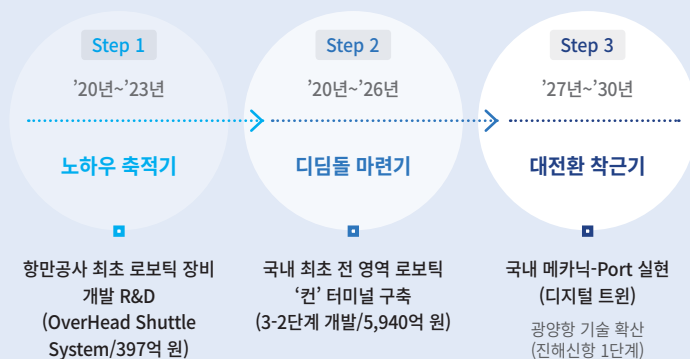 Step 1
’20년~’23년
노하우 축적기
항만공사 최초 로보틱 장비
개발 R&D
(OverHead Shuttle
System/397억 원)
Step 2
’20년~’26년
디딤돌 마련기
국내 최초 전 영역 로보틱
‘컨’ 터미널 구축
(3-2단계 개발/5,940억 원)
Step 3
’27년~’30년
대전환 착근기
국내 메카닉-Port 실현
(디지털 트윈)
광양항 기술 확산
(진해신항 1단계)